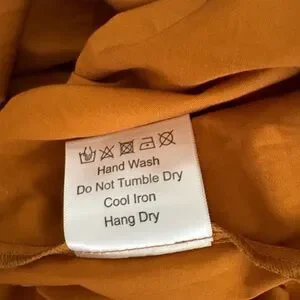 Hand Wash
Do Not Tumble Dry
Cool Iron
Hang Dry